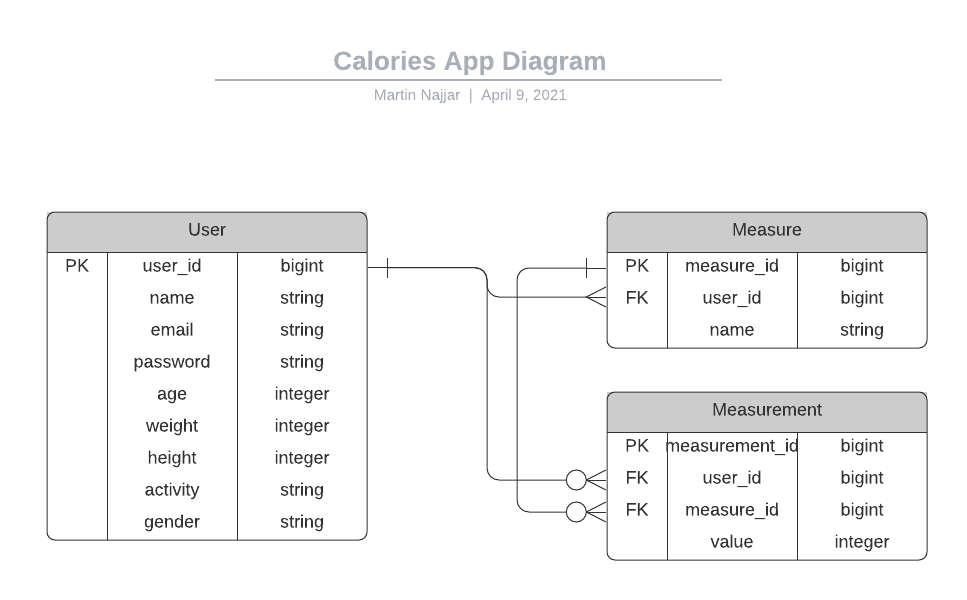 Calories App Diagram
Martin Najjar | April 9, 2021
User
PK user_id bigint
name string
email string
password string
age integer
weight integer
height integer
activity string
gender string
Measure
PK measure_id bigint
FK user_id bigint
name string
Measurement
PK measurement_id bigint
FK user_id bigint
FK measure_id bigint
value integer